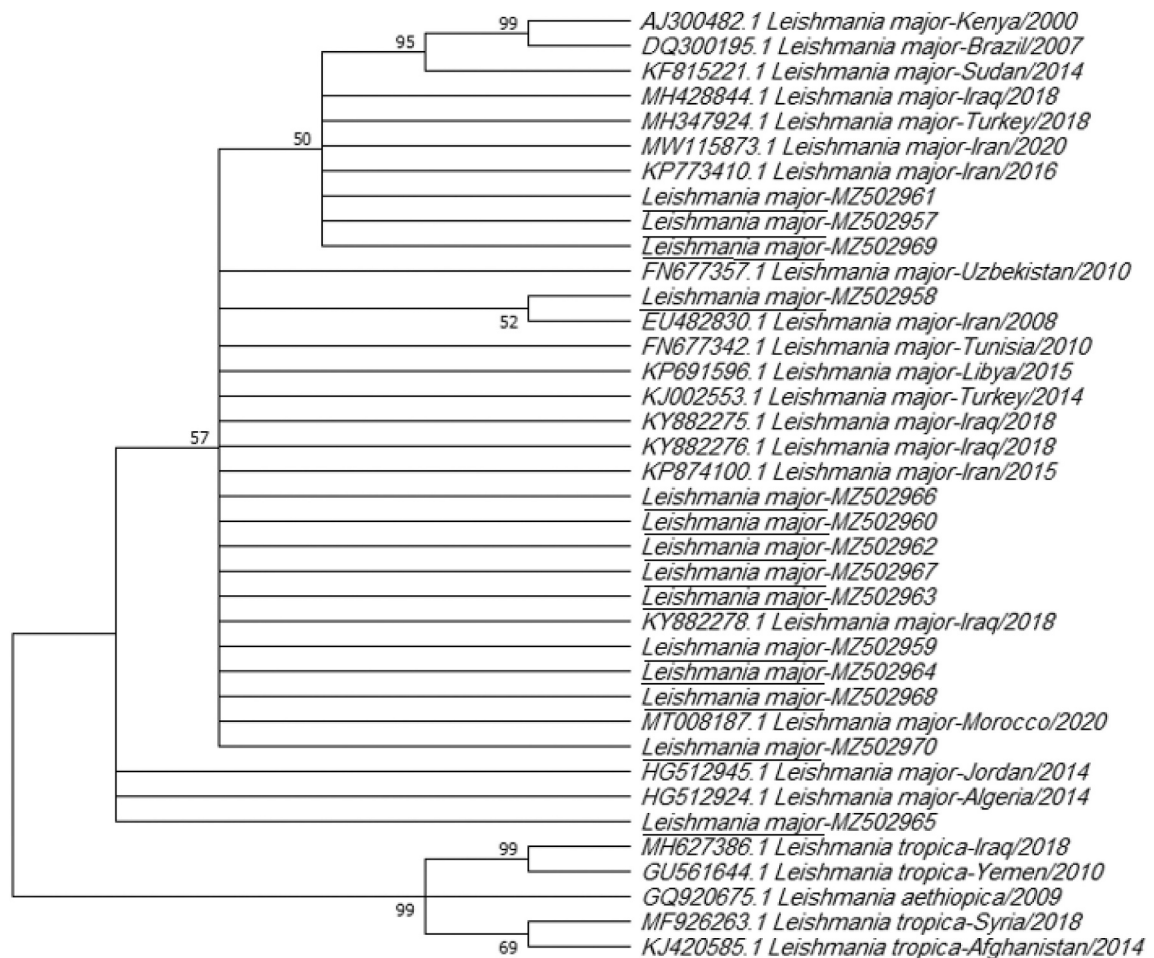 99
AJ300482.1 Leishmania major-Kenya/2000
DQ300195.1 Leishmania major-Brazil/2007
95
KF815221.1 Leishmania major-Sudan/2014
MH428844.1 Leishmania major-Iraq/2018
MH347924.1 Leishmania major-Turkey/2018
50
MW115873.1 Leishmania major-Iran/2020
KP773410.1 Leishmania major-Iran/2016
Leishmania major-MZ502961
Leishmania major-MZ502957
Leishmania major-MZ502969
FN677357.1 Leishmania major-Uzbekistan/2010
Leishmania major-MZ502958
52
EU482830.1 Leishmania major-Iran/2008
FN677342.1 Leishmania major-Tunisia/2010
KP691596.1 Leishmania major-Libya/2015
KJ002553.1 Leishmania major-Turkey/2014
KY882275.1 Leishmania major-Iraq/2018
57
KY882276.1 Leishmania major-Iraq/2018
KP874100.1 Leishmania major-Iran/2015
Leishmania major-MZ502966
Leishmania major-MZ502960
Leishmania major-MZ502962
Leishmania major-MZ502967
Leishmania major-MZ502963
KY882278.1 Leishmania major-Iraq/2018
Leishmania major-MZ502959
Leishmania major-MZ502964
Leishmania major-MZ502968
MT008187.1 Leishmania major-Morocco/2020
Leishmania major-MZ502970
HG512945.1 Leishmania major-Jordan/2014
HG512924.1 Leishmania major-Algeria/2014
Leishmania major-MZ502965
99
MH627386.1 Leishmania tropica-Iraq/2018
GU561644.1 Leishmania tropica-Yemen/2010
99
GQ920675.1 Leishmania aethiopica/2009
MF926263.1 Leishmania tropica-Syria/2018
69
KJ420585.1 Leishmania tropica-Afghanistan/2014